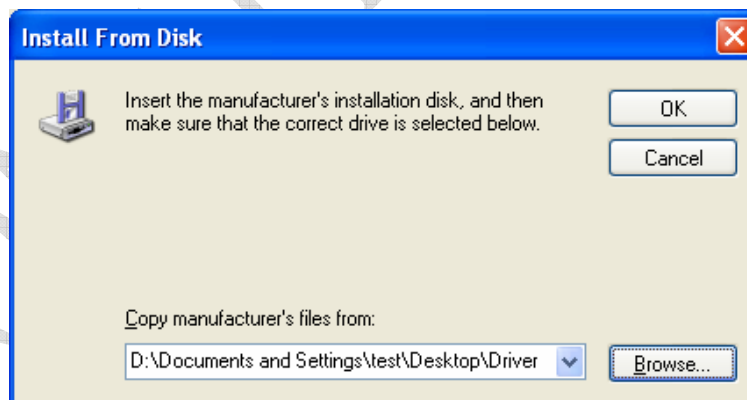 Install From Disk
Insert the manufacturer's installation disk, and then
make sure that the correct drive is selected below.
OK
Cancel
Copy manufacturer's files from:
D:\Documents and Settings\test\Desktop\Driver
Browse...